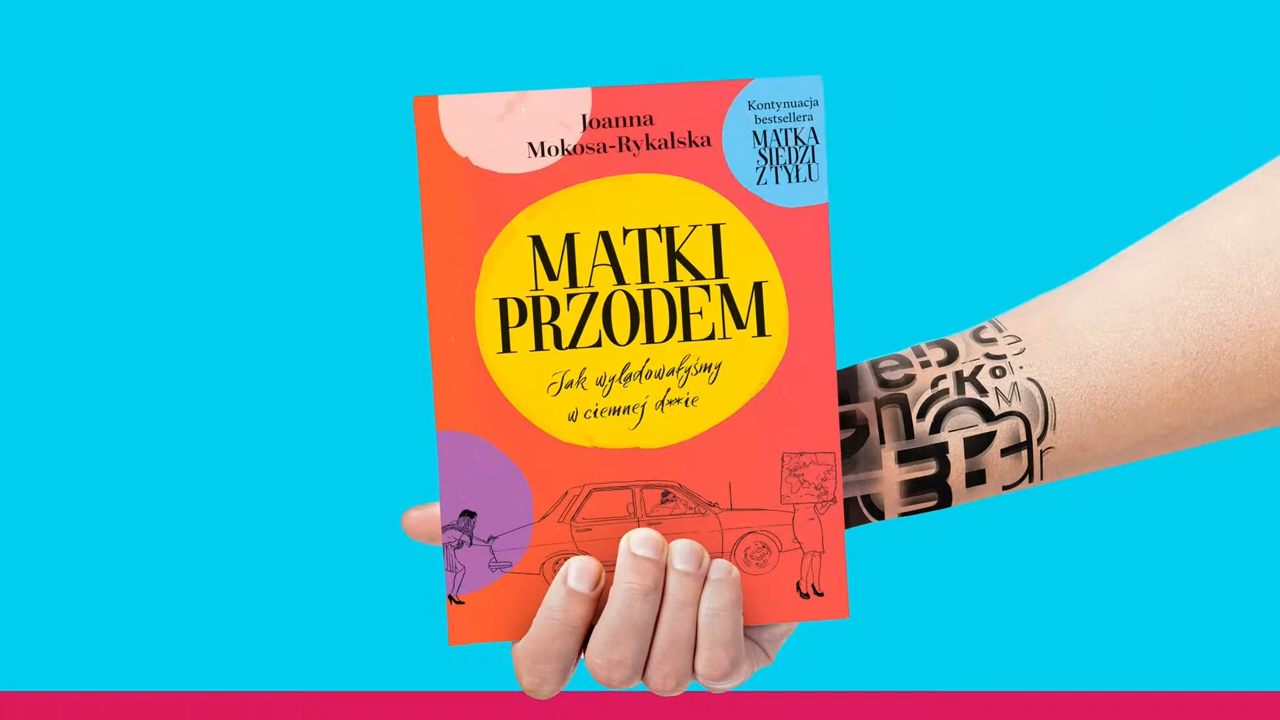 Joanna
Mokosa-Rykalska
Kontynuacja
bestsellera
MATKA
SIEDZI
Z TYŁU
MATKI
PRZODEM
Jak wylądowałyśmy
w ciemnej d**ie